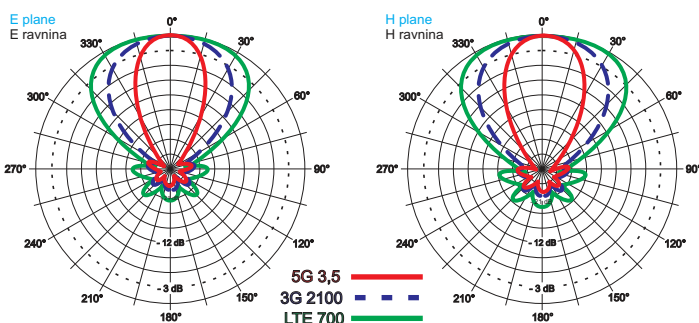 E plane
E ravnina
0°
330°
30°
300°
60°
270°
90°
240°
120°
210°
150°
180°
- 12 dB
- 3 dB
H plane
H ravnina
0°
330°
30°
300°
60°
270°
90°
240°
120°
210°
150°
180°
- 12 dB
- 3 dB
5G 3,5
3G 2100
LTE 700